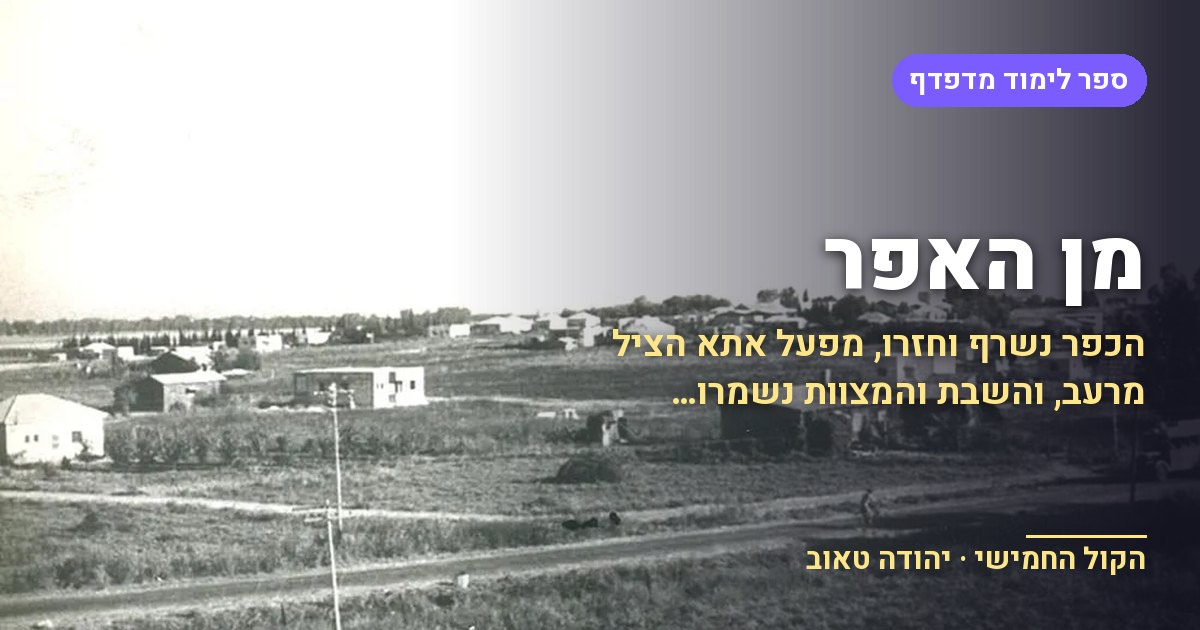 ספר לימוד מדפדף
מן האפר
הכפר נשרף וחזרו, מפעל אתא הציל
מרעב, והשבת והמצוות נשמרו...
הקול החמישי · יהודה טאוב